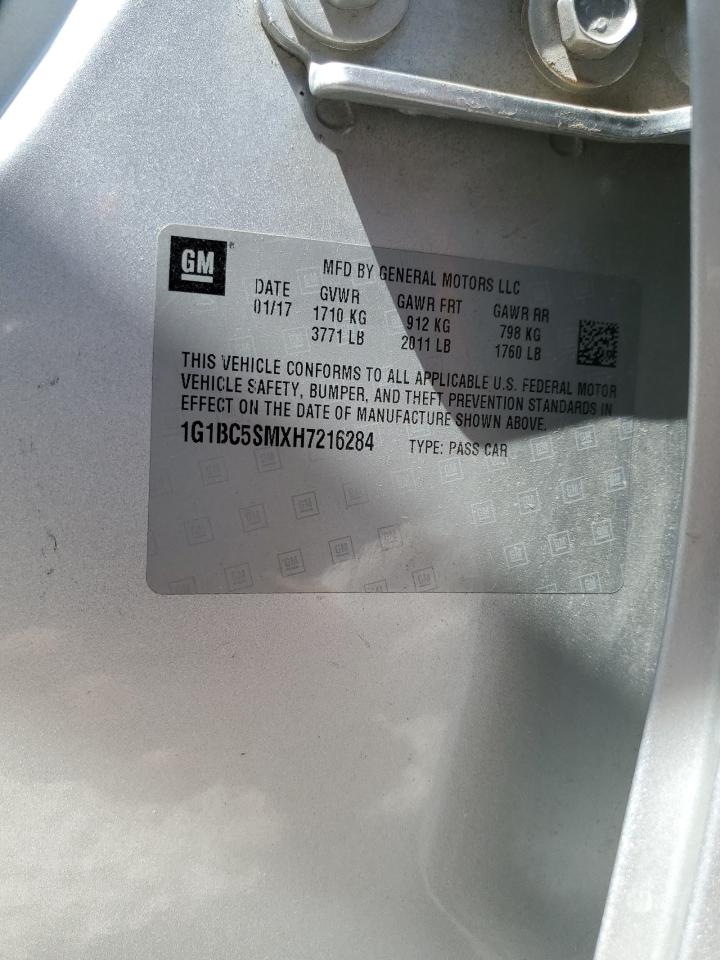 GM
MFD BY GENERAL MOTORS LLC
DATE GVWR GAWR FRT GAWR RR
01/17 1710 KG 912 KG 798 KG
3771 LB 2011 LB 1760 LB
THIS VEHICLE CONFORMS TO ALL APPLICABLE U.S. FEDERAL MOTOR
VEHICLE SAFETY, BUMPER, AND THEFT PREVENTION STANDARDS IN
EFFECT ON THE DATE OF MANUFACTURE SHOWN ABOVE.
1G1BC5SMXH7216284 TYPE: PASS CAR